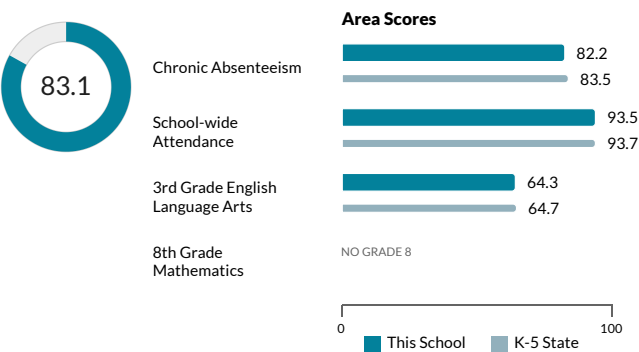 Area Scores
83.1
Chronic Absenteeism
82.2
83.5
School-wide
Attendance
93.5
93.7
3rd Grade English
Language Arts
64.3
64.7
8th Grade
Mathematics
NO GRADE 8
0
100
This School
K-5 State